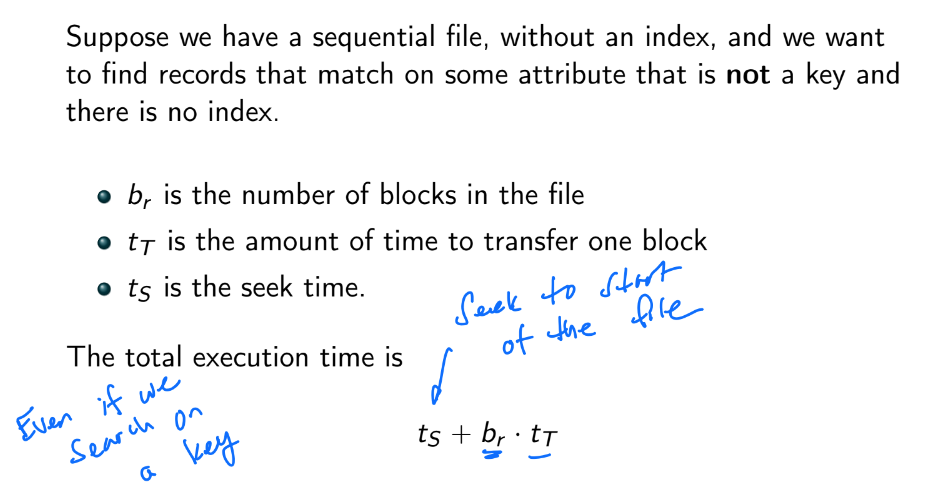 Suppose we have a sequential file, without an index, and we want
to find records that match on some attribute that is not a key and
there is no index.
• b_r is the number of blocks in the file
• t_T is the amount of time to transfer one block
• t_S is the seek time.
Seek to start
of the file
The total execution time is
Even if we
search on
a key
t_S + b_r · t_T